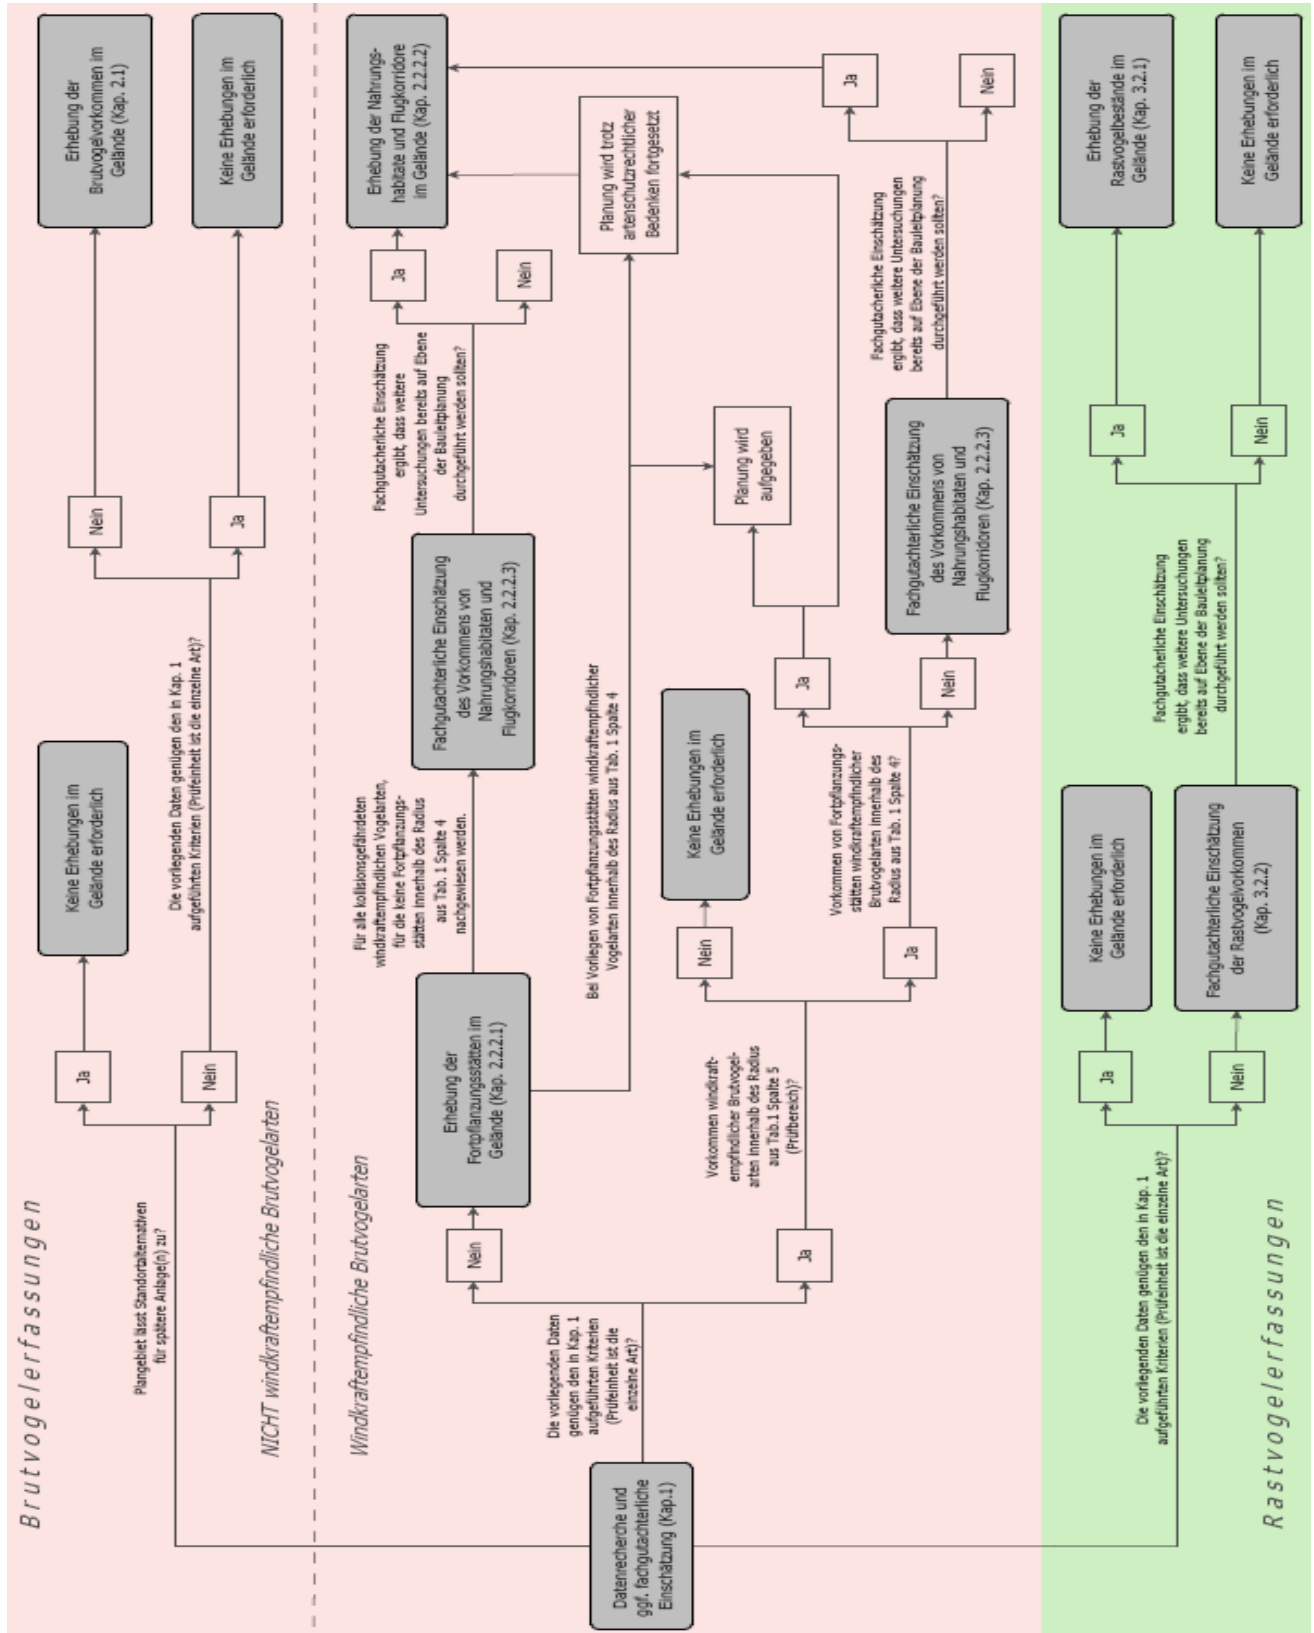 Brutvogelerfassungen
NICHT windkraftempfindliche Brutvogelarten
Plangebiet lässt Standortalternativen
für spätere Anlage(n) zu?
Ja
Nein
Keine Erhebungen im
Gelände erforderlich
Die vorliegenden Daten genügen den in Kap. 1
aufgeführten Kriterien (Prüfeinheit ist die einzelne Art)?
Nein
Ja
Erhebung der
Brutvogelvorkommen im
Gelände (Kap. 2.1)
Keine Erhebungen im
Gelände erforderlich
Windkraftempfindliche Brutvogelarten
Datenrecherche und
ggf. fachgutachterliche
Einschätzung (Kap.1)
Die vorliegenden Daten
genügen den in Kap. 1
aufgeführten Kriterien
(Prüfeinheit ist die
einzelne Art)?
Nein
Ja
Erhebung der
Fortpflanzungsstätten im
Gelände (Kap. 2.2.2.1)
Für alle kollisionsgefährdeten
windkraftempfindlichen Vogelarten,
für die keine Fortpflanzungs-
stätten innerhalb des Radius
aus Tab. 1 Spalte 4
nachgewiesen werden.
Fachgutachterliche Einschätzung
des Vorkommens von
Nahrungshabitaten und
Flugkorridoren (Kap. 2.2.2.3)
Fachgutacherliche Einschätzung
ergibt, dass weitere
Untersuchungen bereits auf Ebene
der Bauleitplanung
durchgeführt werden sollten?
Ja
Nein
Erhebung der Nahrungs-
habitate und Flugkorridore
im Gelände (Kap. 2.2.2.2)
Bei Vorliegen von Fortpflanzungsstätten windkraftempfindlicher
Vogelarten innerhalb des Radius aus Tab. 1 Spalte 4
Planung wird trotz
artenschutzrechtlicher
Bedenken fortgesetzt
Planung wird
aufgegeben
Vorkommen windkraft-
empfindlicher Brutvogel-
arten innerhalb des Radius
aus Tab.1 Spalte 5
(Prüfbereich)?
Nein
Ja
Keine Erhebungen im
Gelände erforderlich
Vorkommen von Fortpflanzungs-
stätten windkraftempfindlicher
Brutvogelarten innerhalb des
Radius aus Tab. 1 Spalte 4?
Ja
Nein
Fachgutachterliche Einschätzung
des Vorkommens von
Nahrungshabitaten und
Flugkorridoren (Kap. 2.2.2.3)
Fachgutacherliche Einschätzung
ergibt, dass weitere Untersuchungen
bereits auf Ebene der Bauleitplanung
durchgeführt werden sollten?
Ja
Nein
Rastvogelerfassungen
Die vorliegenden Daten genügen den in Kap. 1
aufgeführten Kriterien (Prüfeinheit ist die einzelne Art)?
Ja
Nein
Keine Erhebungen im
Gelände erforderlich
Fachgutachterliche Einschätzung
der Rastvogelvorkommen
(Kap. 3.2.2)
Fachgutacherliche Einschätzung
ergibt, dass weitere Untersuchungen
bereits auf Ebene der Bauleitplanung
durchgeführt werden sollten?
Ja
Nein
Erhebung der
Rastvogelbestände im
Gelände (Kap. 3.2.1)
Keine Erhebungen im
Gelände erforderlich